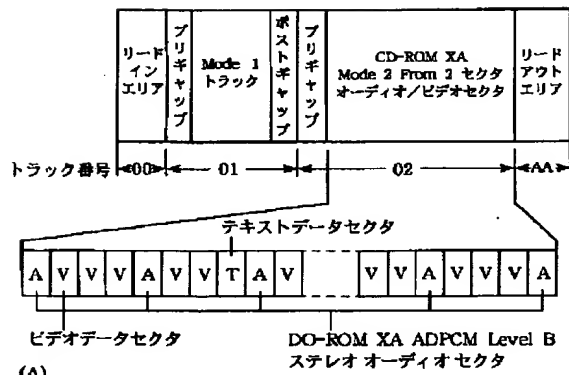 リード
イン
エリア
プリギャップ
Mode 1
トラック
ポストギャップ
プリギャップ
CD-ROM XA
Mode 2 From 2 セクタ
オーディオ/ビデオセクタ
リード
アウト
エリア
トラック番号 00 01 02 AA
テキストデータセクタ
A V V V A V V T A V V V A V V V A
ビデオデータセクタ
DO-ROM XA ADPCM Level B
ステレオ オーディオ セクタ
(A)